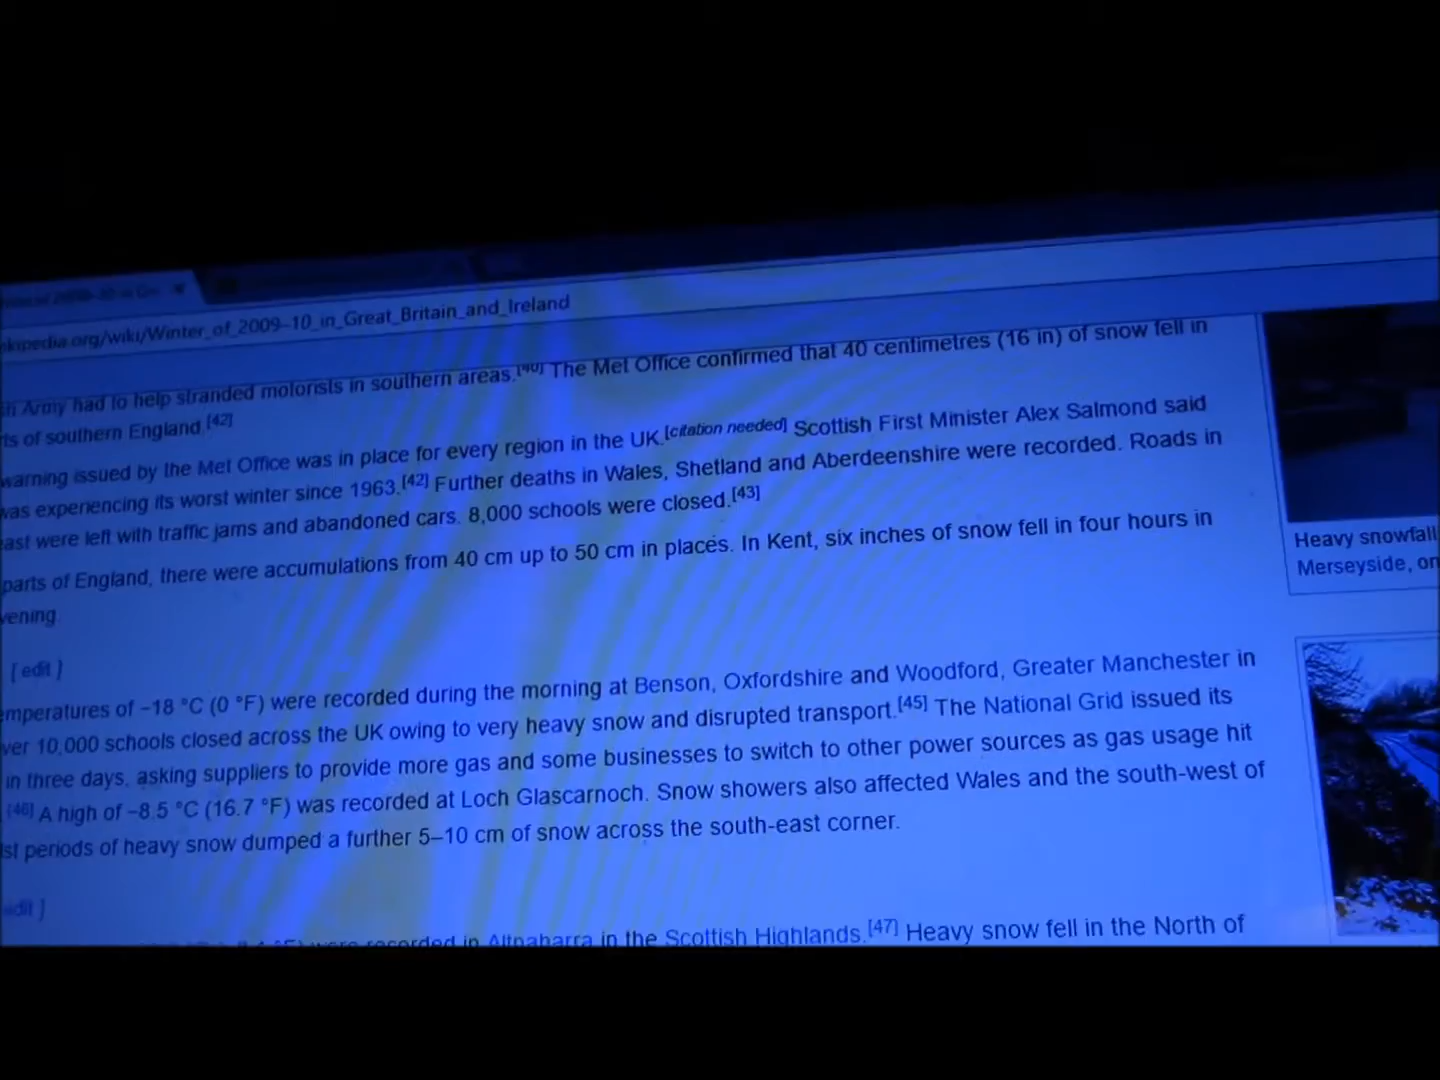 kipedia.org/wiki/Winter_of_2009–10_in_Great_Britain_and_Ireland
Army had to help stranded motorists in southern areas.[40] The Met Office confirmed that 40 centimetres (16 in) of snow fell in
ts of southern England.[42]
warning issued by the Met Office was in place for every region in the UK.[citation needed] Scottish First Minister Alex Salmond said
was experiencing its worst winter since 1963.[42] Further deaths in Wales, Shetland and Aberdeenshire were recorded. Roads in
east were left with traffic jams and abandoned cars. 8,000 schools were closed.[43]
parts of England, there were accumulations from 40 cm up to 50 cm in places. In Kent, six inches of snow fell in four hours in
vening.
[ edit ]
emperatures of −18 °C (0 °F) were recorded during the morning at Benson, Oxfordshire and Woodford, Greater Manchester in
ver 10,000 schools closed across the UK owing to very heavy snow and disrupted transport.[45] The National Grid issued its
in three days, asking suppliers to provide more gas and some businesses to switch to other power sources as gas usage hit
[46] A high of −8.5 °C (16.7 °F) was recorded at Loch Glascarnoch. Snow showers also affected Wales and the south-west of
lst periods of heavy snow dumped a further 5–10 cm of snow across the south-east corner.
edit ]
were recorded in Altnaharra in the Scottish Highlands.[47] Heavy snow fell in the North of
Heavy snowfall
Merseyside, on